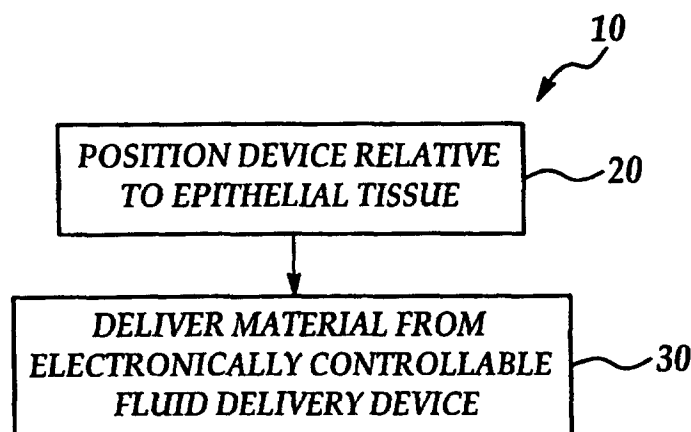 10
POSITION DEVICE RELATIVE
TO EPITHELIAL TISSUE
20
DELIVER MATERIAL FROM
ELECTRONICALLY CONTROLLABLE
FLUID DELIVERY DEVICE
30